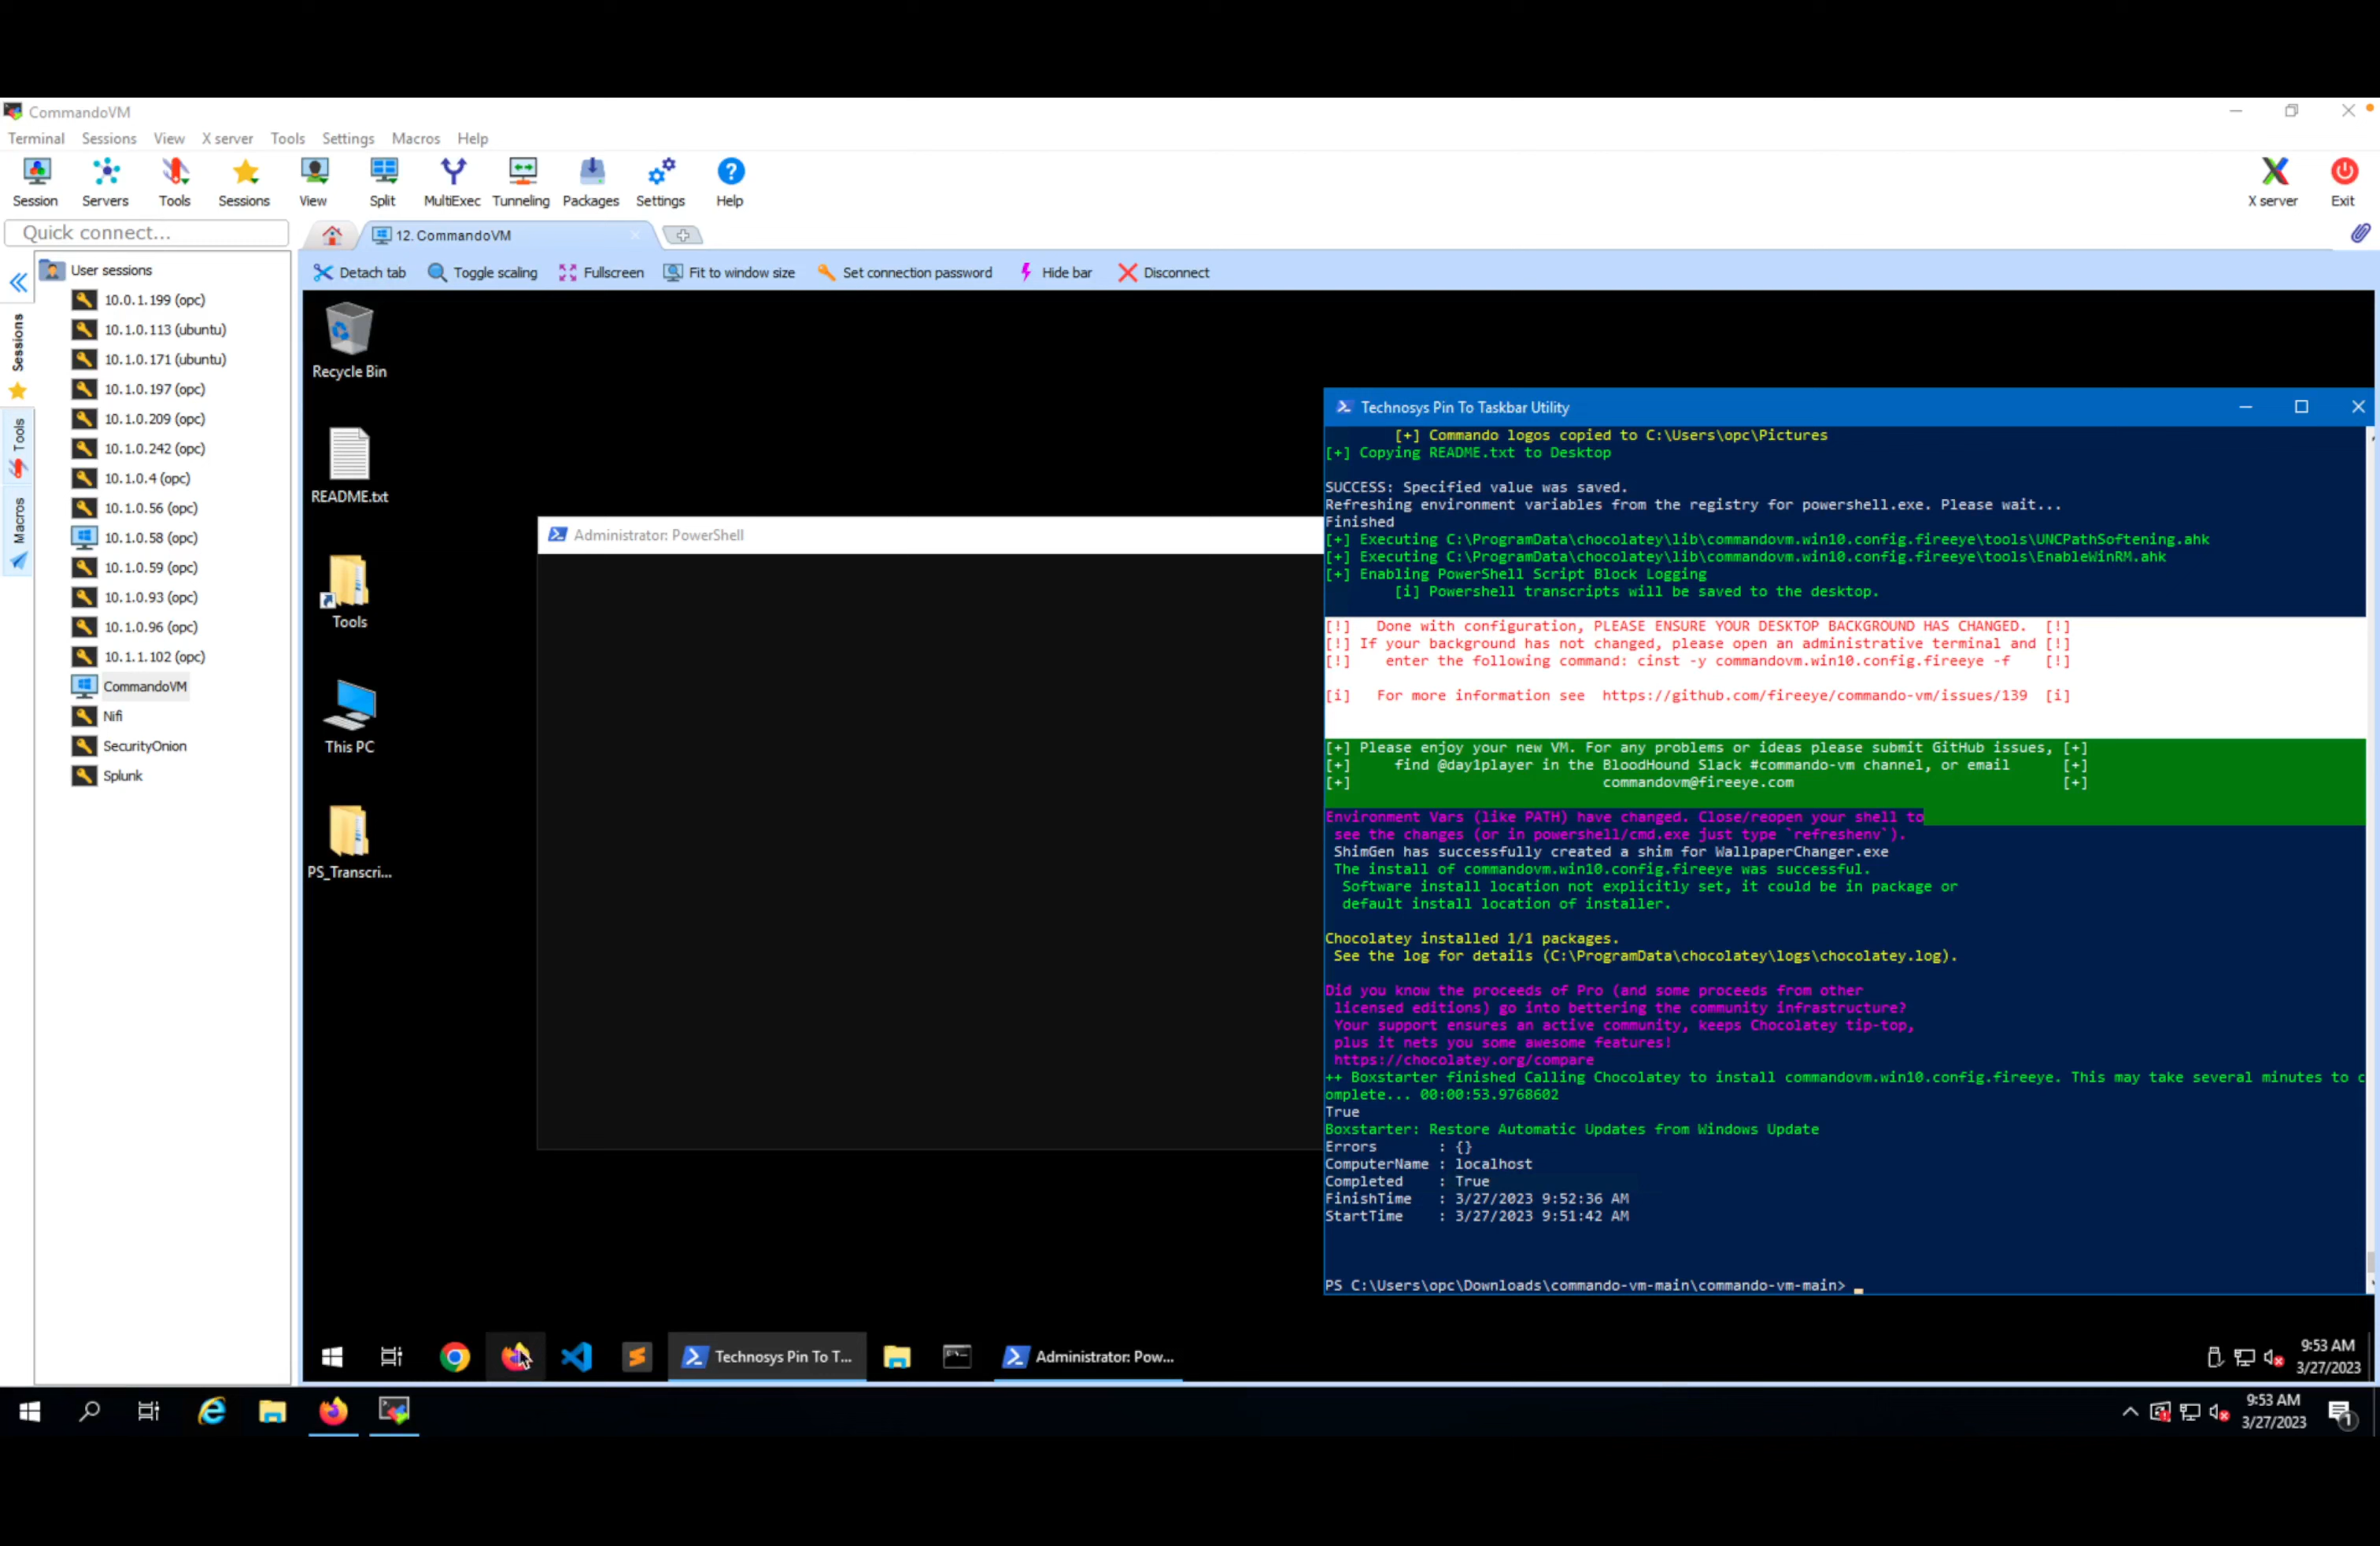 CommandoVM
Terminal Sessions View X server Tools Settings Macros Help
Session Servers Tools Sessions View Split MultiExec Tunneling Packages Settings Help X server Exit
Quick connect...
12. CommandoVM
Detach tab Toggle scaling Fullscreen Fit to window size Set connection password Hide bar Disconnect
Sessions
Tools
Macros
User sessions
10.0.1.199 (opc)
10.1.0.113 (ubuntu)
10.1.0.171 (ubuntu)
10.1.0.197 (opc)
10.1.0.209 (opc)
10.1.0.242 (opc)
10.1.0.4 (opc)
10.1.0.56 (opc)
10.1.0.58 (opc)
10.1.0.59 (opc)
10.1.0.93 (opc)
10.1.0.96 (opc)
10.1.1.102 (opc)
CommandoVM
Nifi
SecurityOnion
Splunk
Recycle Bin
README.txt
Tools
This PC
PS_Transcri...
Administrator: PowerShell
Technosys Pin To Taskbar Utility
[+] Commando logos copied to C:\Users\opc\Pictures
[+] Copying README.txt to Desktop
SUCCESS: Specified value was saved.
Refreshing environment variables from the registry for powershell.exe. Please wait...
Finished
[+] Executing C:\ProgramData\chocolatey\lib\commandovm.win10.config.fireeye\tools\UNCPathSoftening.ahk
[+] Executing C:\ProgramData\chocolatey\lib\commandovm.win10.config.fireeye\tools\EnableWinRM.ahk
[+] Enabling PowerShell Script Block Logging
[i] Powershell transcripts will be saved to the desktop.
[!] Done with configuration, PLEASE ENSURE YOUR DESKTOP BACKGROUND HAS CHANGED. [!]
[!] If your background has not changed, please open an administrative terminal and [!]
[!] enter the following command: cinst -y commandovm.win10.config.fireeye -f [!]
[i] For more information see https://github.com/fireeye/commando-vm/issues/139 [i]
[+] Please enjoy your new VM. For any problems or ideas please submit GitHub issues, [+]
[+] find @day1player in the BloodHound Slack #commando-vm channel, or email [+]
[+] commandovm@fireeye.com [+]
Environment Vars (like PATH) have changed. Close/reopen your shell to
see the changes (or in powershell/cmd.exe just type `refreshenv`).
ShimGen has successfully created a shim for WallpaperChanger.exe
The install of commandovm.win10.config.fireeye was successful.
Software install location not explicitly set, it could be in package or
default install location of installer.
Chocolatey installed 1/1 packages.
See the log for details (C:\ProgramData\chocolatey\logs\chocolatey.log).
Did you know the proceeds of Pro (and some proceeds from other
licensed editions) go into bettering the community infrastructure?
Your support ensures an active community, keeps Chocolatey tip-top,
plus it nets you some awesome features!
https://chocolatey.org/compare
++ Boxstarter finished Calling Chocolatey to install commandovm.win10.config.fireeye. This may take several minutes to c
omplete... 00:00:53.9768602
True
Boxstarter: Restore Automatic Updates from Windows Update
Errors : {}
ComputerName : localhost
Completed : True
FinishTime : 3/27/2023 9:52:36 AM
StartTime : 3/27/2023 9:51:42 AM
PS C:\Users\opc\Downloads\commando-vm-main\commando-vm-main>
Technosys Pin To T...
Administrator: Pow...
9:53 AM
3/27/2023
9:53 AM
3/27/2023
1